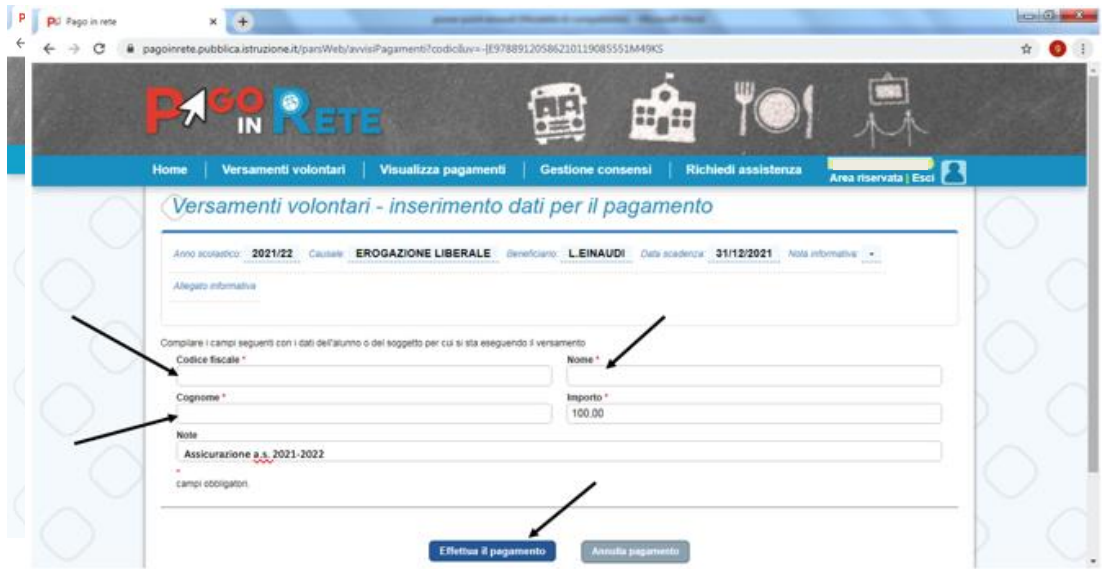 Pago in rete
pagoinrete.pubblica.istruzione.it/parsWeb/avvisiPagamenti?codiciIuv=-|E97889120586210119085551M49KS
PAGO IN RETE
Home | Versamenti volontari | Visualizza pagamenti | Gestione consensi | Richiedi assistenza
Area riservata | Esci
Versamenti volontari - inserimento dati per il pagamento
Anno scolastico: 2021/22 Causale: EROGAZIONE LIBERALE Beneficiario: L.EINAUDI Data scadenza: 31/12/2021 Nota informativa: -
Allegato informativa
Compilare i campi seguenti con i dati dell'alunno o del soggetto per cui si sta eseguendo il versamento
Codice fiscale * Nome *
Cognome * Importo *
100,00
Note
Assicurazione a.s. 2021-2022
*
campi obbligatori.
Effettua il pagamento Annulla pagamento